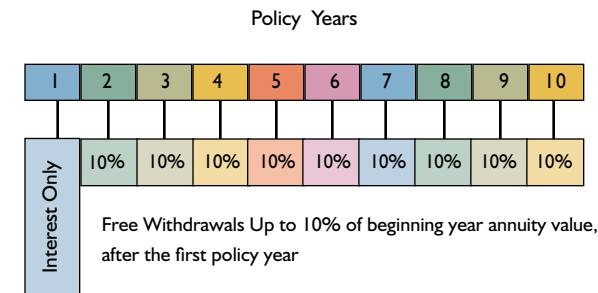 Policy Years
1 2 3 4 5 6 7 8 9 10
Interest Only
10% 10% 10% 10% 10% 10% 10% 10% 10%
Free Withdrawals Up to 10% of beginning year annuity value,
after the first policy year